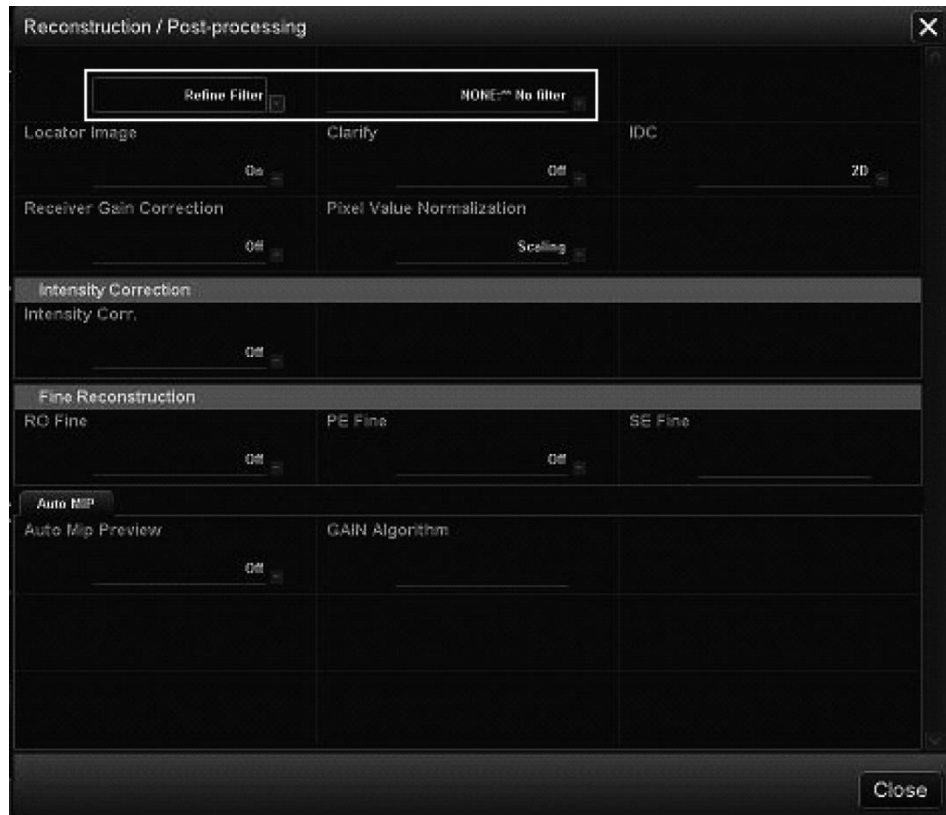 Reconstruction / Post-processing
Refine Filter NONE:^^ No filter
Locator Image Clarify IDC
On Off 2D
Receiver Gain Correction Pixel Value Normalization
Off Scaling
Intensity Correction
Intensity Corr.
Off
Fine Reconstruction
RO Fine PE Fine SE Fine
Off Off
Auto MIP
Auto Mip Preview GAIN Algorithm
Off
Close